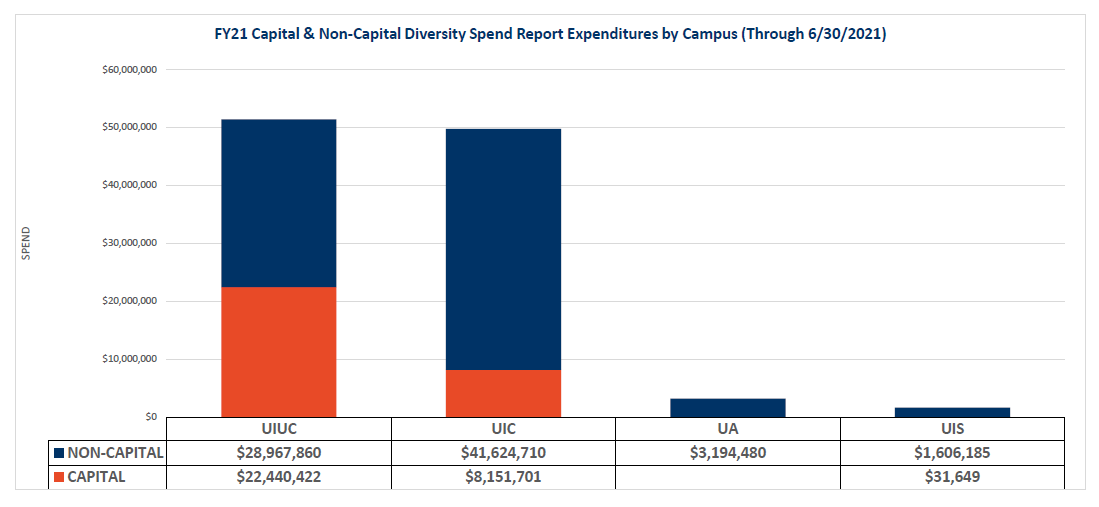 FY21 Capital & Non-Capital Diversity Spend Report Expenditures by Campus (Through 6/30/2021)
$60,000,000
$50,000,000
$40,000,000
$30,000,000
$20,000,000
$10,000,000
$0
SPEND
UIUC UIC UA UIS
NON-CAPITAL $28,967,860 $41,624,710 $3,194,480 $1,606,185
CAPITAL $22,440,422 $8,151,701 $31,649